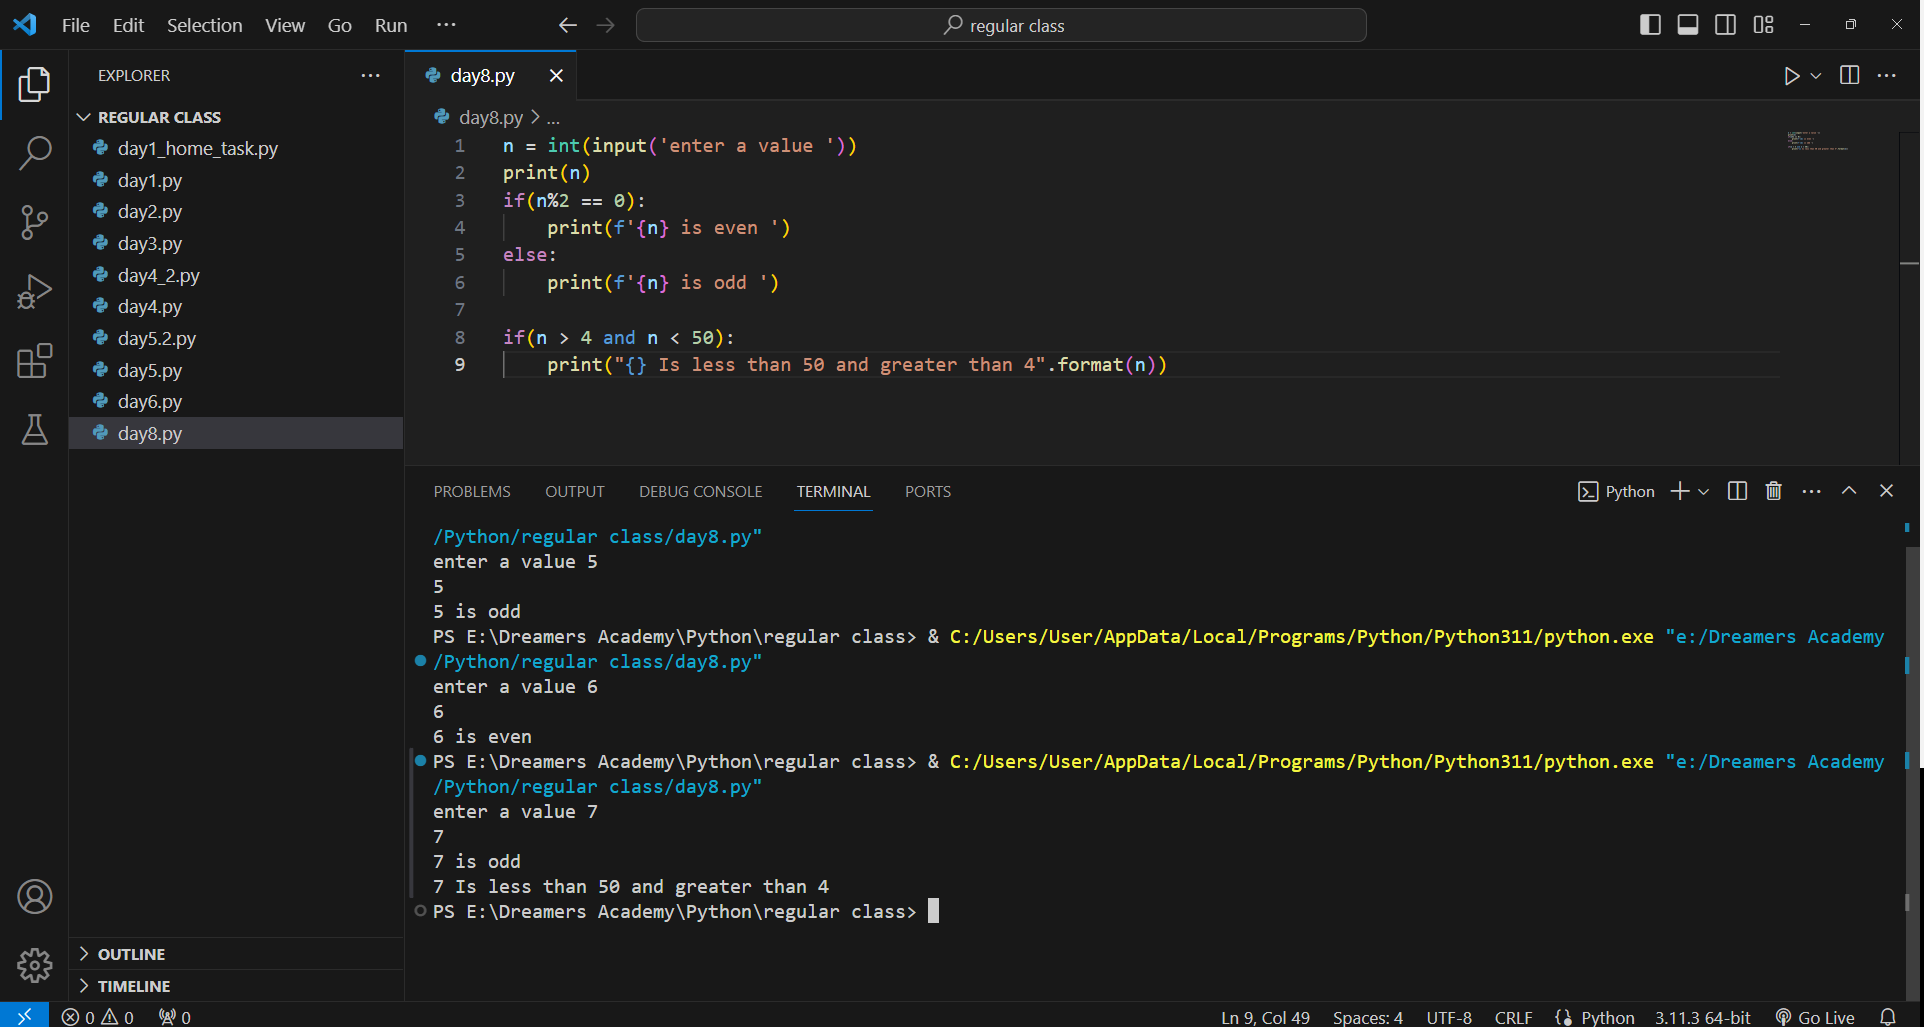 File Edit Selection View Go Run ...
regular class
EXPLORER ...
REGULAR CLASS
day1_home_task.py
day1.py
day2.py
day3.py
day4_2.py
day4.py
day5.2.py
day5.py
day6.py
day8.py
OUTLINE
TIMELINE
day8.py
day8.py > ...
1 n = int(input('enter a value '))
2 print(n)
3 if(n%2 == 0):
4     print(f'{n} is even ')
5 else:
6     print(f'{n} is odd ')
7
8 if(n > 4 and n < 50):
9     print("{} Is less than 50 and greater than 4".format(n))
PROBLEMS OUTPUT DEBUG CONSOLE TERMINAL PORTS
Python
/Python/regular class/day8.py"
enter a value 5
5
5 is odd
PS E:\Dreamers Academy\Python\regular class> & C:/Users/User/AppData/Local/Programs/Python/Python311/python.exe "e:/Dreamers Academy
/Python/regular class/day8.py"
enter a value 6
6
6 is even
PS E:\Dreamers Academy\Python\regular class> & C:/Users/User/AppData/Local/Programs/Python/Python311/python.exe "e:/Dreamers Academy
/Python/regular class/day8.py"
enter a value 7
7
7 is odd
7 Is less than 50 and greater than 4
PS E:\Dreamers Academy\Python\regular class>
0 0 0 Ln 9, Col 49 Spaces: 4 UTF-8 CRLF Python 3.11.3 64-bit Go Live